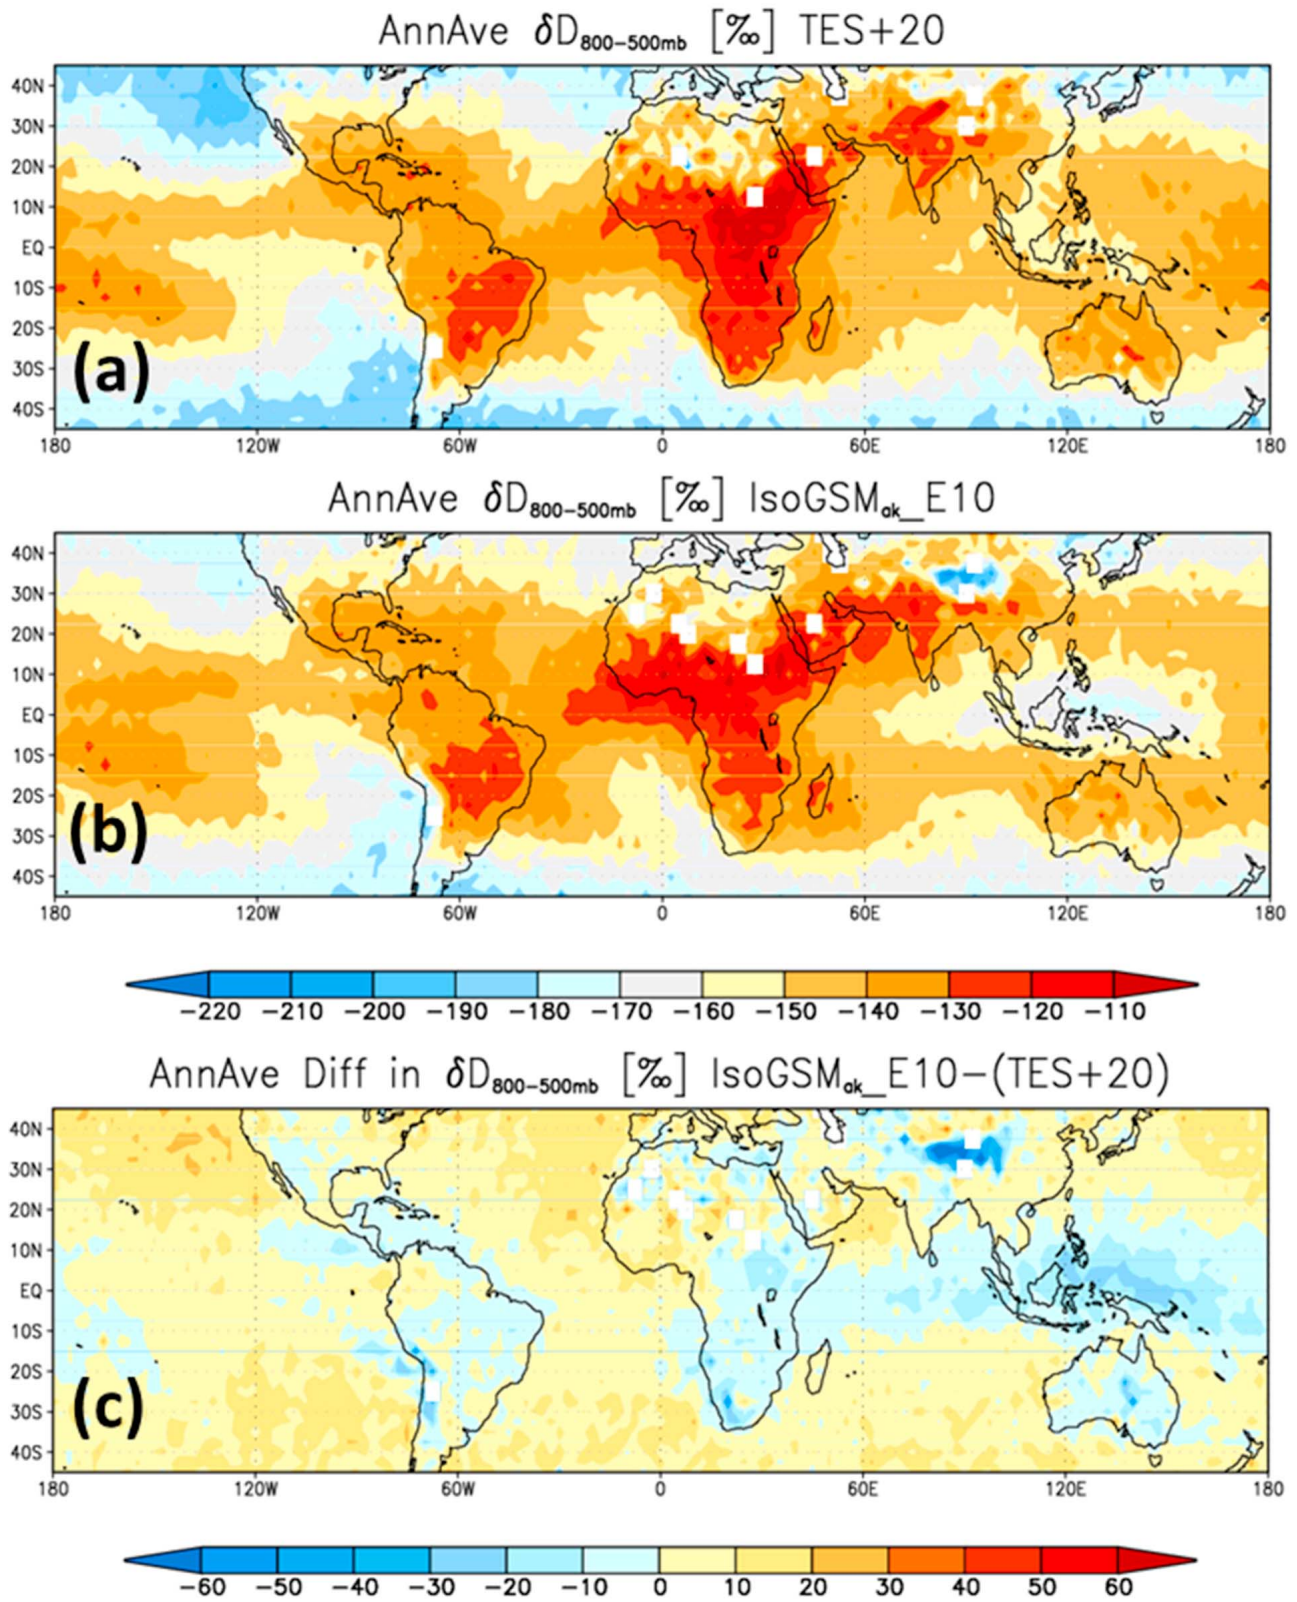 AnnAve δD800−500mb [‰] TES+20
40N
30N
20N
10N
EQ
10S
20S
30S
40S
(a)
180 120W 60W 0 60E 120E 180
AnnAve δD800−500mb [‰] IsoGSMak_E10
40N
30N
20N
10N
EQ
10S
20S
30S
40S
(b)
180 120W 60W 0 60E 120E 180
−220 −210 −200 −190 −180 −170 −160 −150 −140 −130 −120 −110
AnnAve Diff in δD800−500mb [‰] IsoGSMak_E10−(TES+20)
40N
30N
20N
10N
EQ
10S
20S
30S
40S
(c)
180 120W 60W 0 60E 120E 180
−60 −50 −40 −30 −20 −10 0 10 20 30 40 50 60